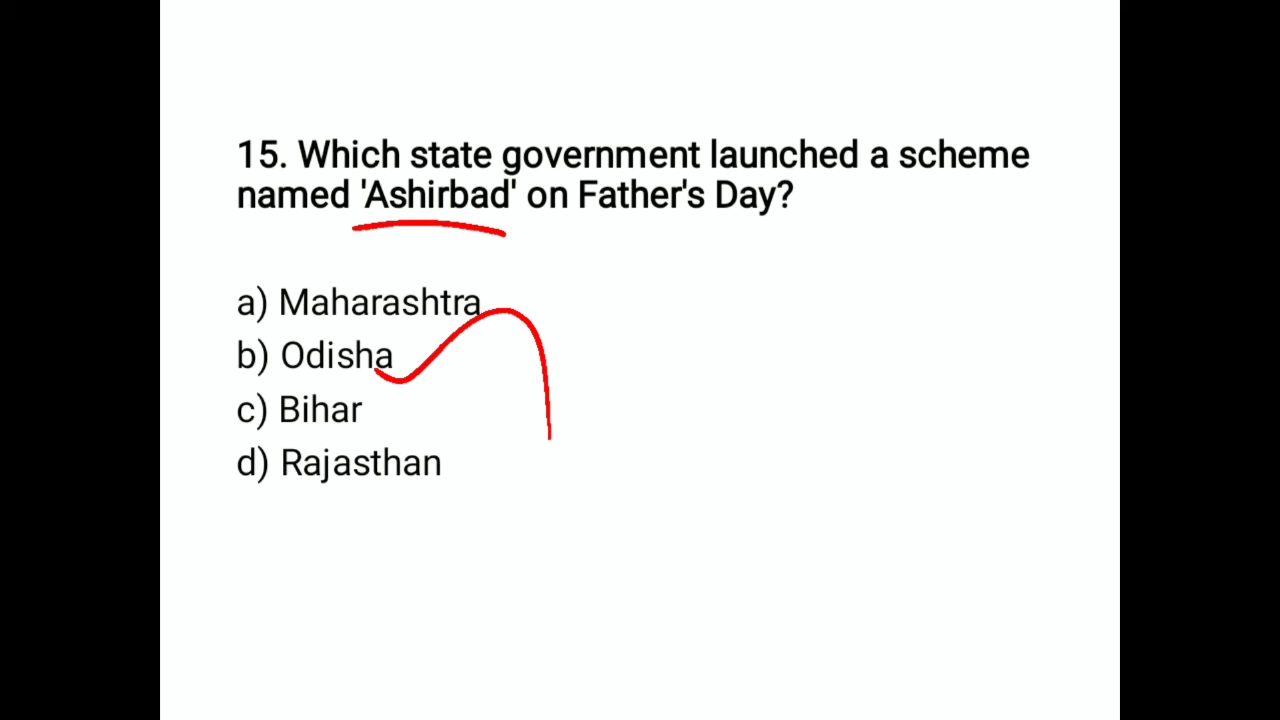 15. Which state government launched a scheme
named 'Ashirbad' on Father's Day?
a) Maharashtra
b) Odisha
c) Bihar
d) Rajasthan